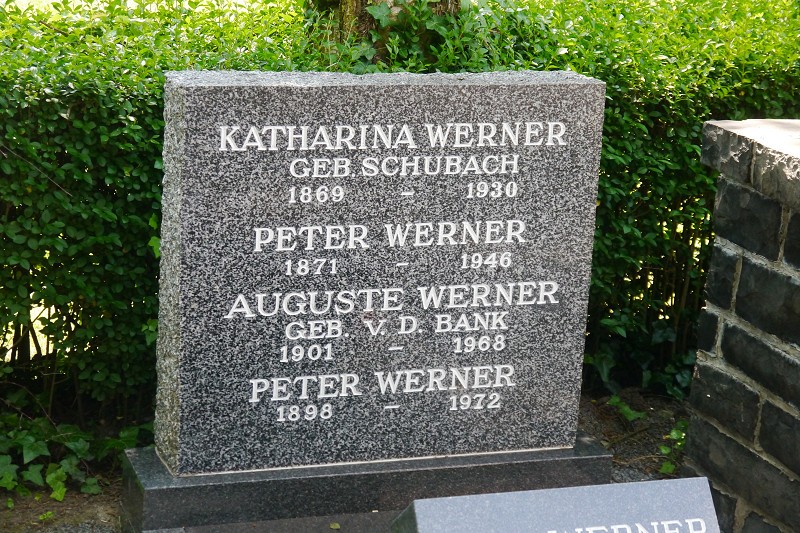 KATHARINA WERNER
GEB. SCHUBACH
1869 – 1930
PETER WERNER
1871 – 1946
AUGUSTE WERNER
GEB. V. D. BANK
1901 – 1968
PETER WERNER
1898 – 1972
WERNER